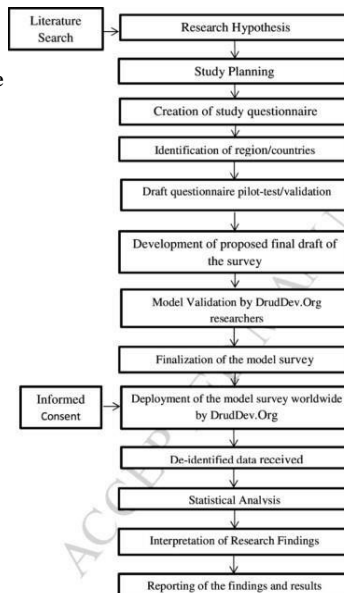 Literature
Search
Research Hypothesis
e
Study Planning
Creation of study questionnaire
Identification of region/countries
Draft questionnaire pilot-test/validation
Development of proposed final draft of
the survey
Model Validation by DrudDev.Org
researchers
Finalization of the model survey
Informed
Consent
Deployment of the model survey worldwide
by DrudDev.Org
De-identified data received
Statistical Analysis
Interpretation of Research Findings
Reporting of the findings and results